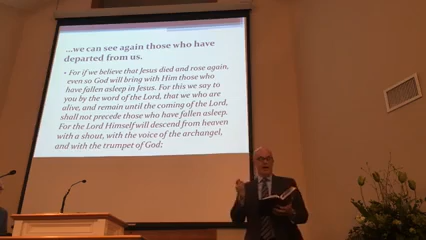 ...we can see again those who have
departed from us.
• For if we believe that Jesus died and rose again,
even so God will bring with Him those who
have fallen asleep in Jesus. For this we say to
you by the word of the Lord, that we who are
alive, and remain until the coming of the Lord,
shall not precede those who have fallen asleep.
For the Lord Himself will descend from heaven
with a shout, with the voice of the archangel,
and with the trumpet of God;